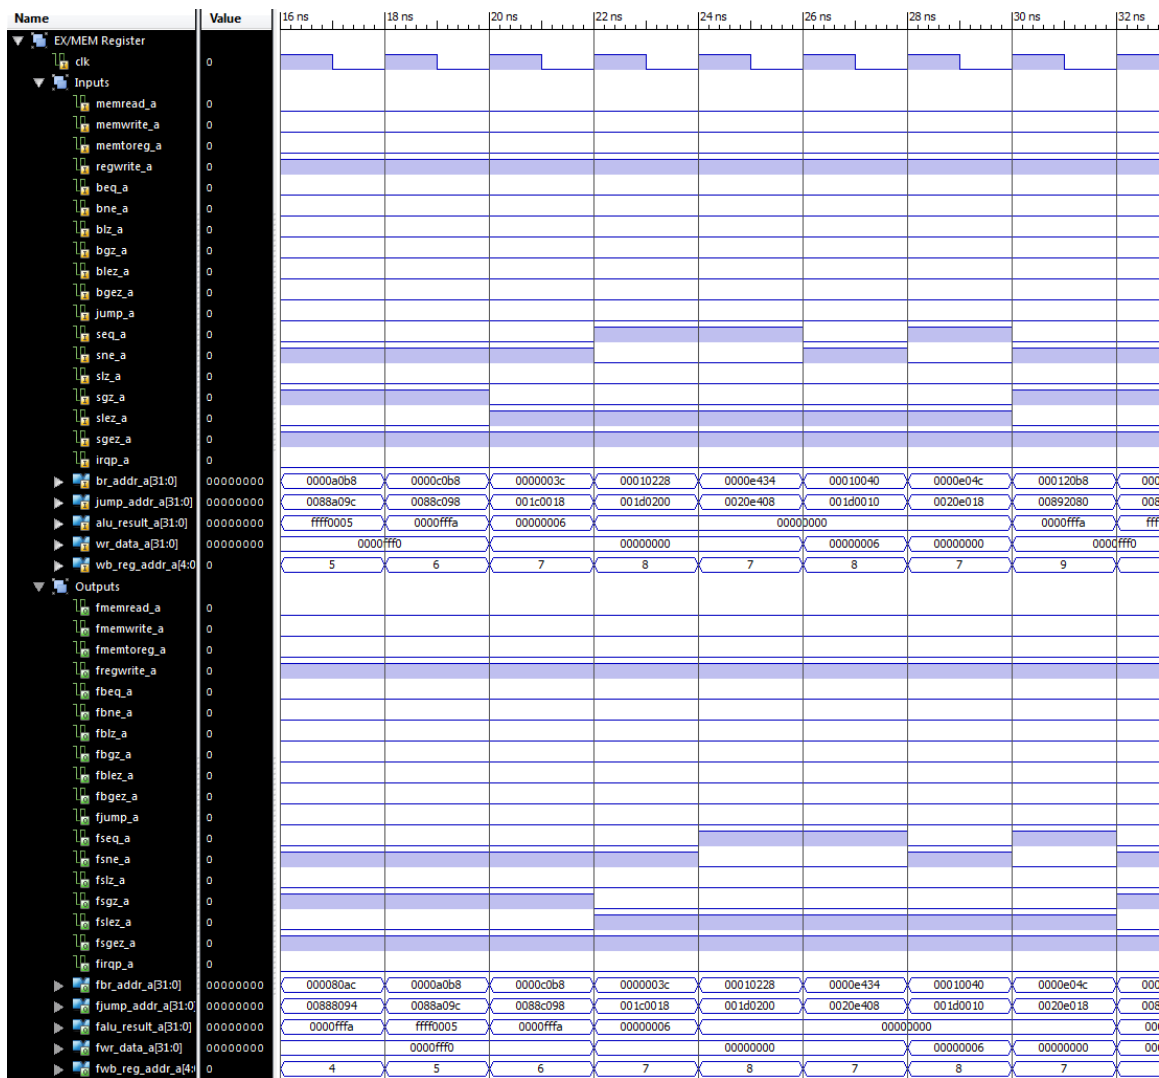 Name Value 16 ns 18 ns 20 ns 22 ns 24 ns 26 ns 28 ns 30 ns 32 ns
EX/MEM Register
clk 0
Inputs
memread_a 0
memwrite_a 0
memtoreg_a 0
regwrite_a 0
beq_a 0
bne_a 0
blz_a 0
bgz_a 0
blez_a 0
bgez_a 0
jump_a 0
seq_a 0
sne_a 0
slz_a 0
sgz_a 0
slez_a 0
sgez_a 0
irqp_a 0
br_addr_a[31:0] 00000000 0000a0b8 0000c0b8 0000003c 00010228 0000e434 00010040 0000e04c 000120b8 000
jump_addr_a[31:0] 00000000 0088a09c 0088c098 001c0018 001d0200 0020e408 001d0010 0020e018 00892080 008
alu_result_a[31:0] 00000000 ffff0005 0000fffa 00000006 00000000 0000fffa fff
wr_data_a[31:0] 00000000 0000fff0 00000000 00000006 00000000 0000fff0
wb_reg_addr_a[4:0 0 5 6 7 8 7 8 7 9
Outputs
fmemread_a 0
fmemwrite_a 0
fmemtoreg_a 0
fregwrite_a 0
fbeq_a 0
fbne_a 0
fblz_a 0
fbgz_a 0
fblez_a 0
fbgez_a 0
fjump_a 0
fseq_a 0
fsne_a 0
fslz_a 0
fsgz_a 0
fslez_a 0
fsgez_a 0
firqp_a 0
fbr_addr_a[31:0] 00000000 000080ac 0000a0b8 0000c0b8 0000003c 00010228 0000e434 00010040 0000e04c 000
fjump_addr_a[31:0] 00000000 00888094 0088a09c 0088c098 001c0018 001d0200 0020e408 001d0010 0020e018 008
falu_result_a[31:0] 00000000 0000fffa ffff0005 0000fffa 00000006 00000000 000
fwr_data_a[31:0] 00000000 0000fff0 00000000 00000006 00000000 000
fwb_reg_addr_a[4: 0 4 5 6 7 8 7 8 7